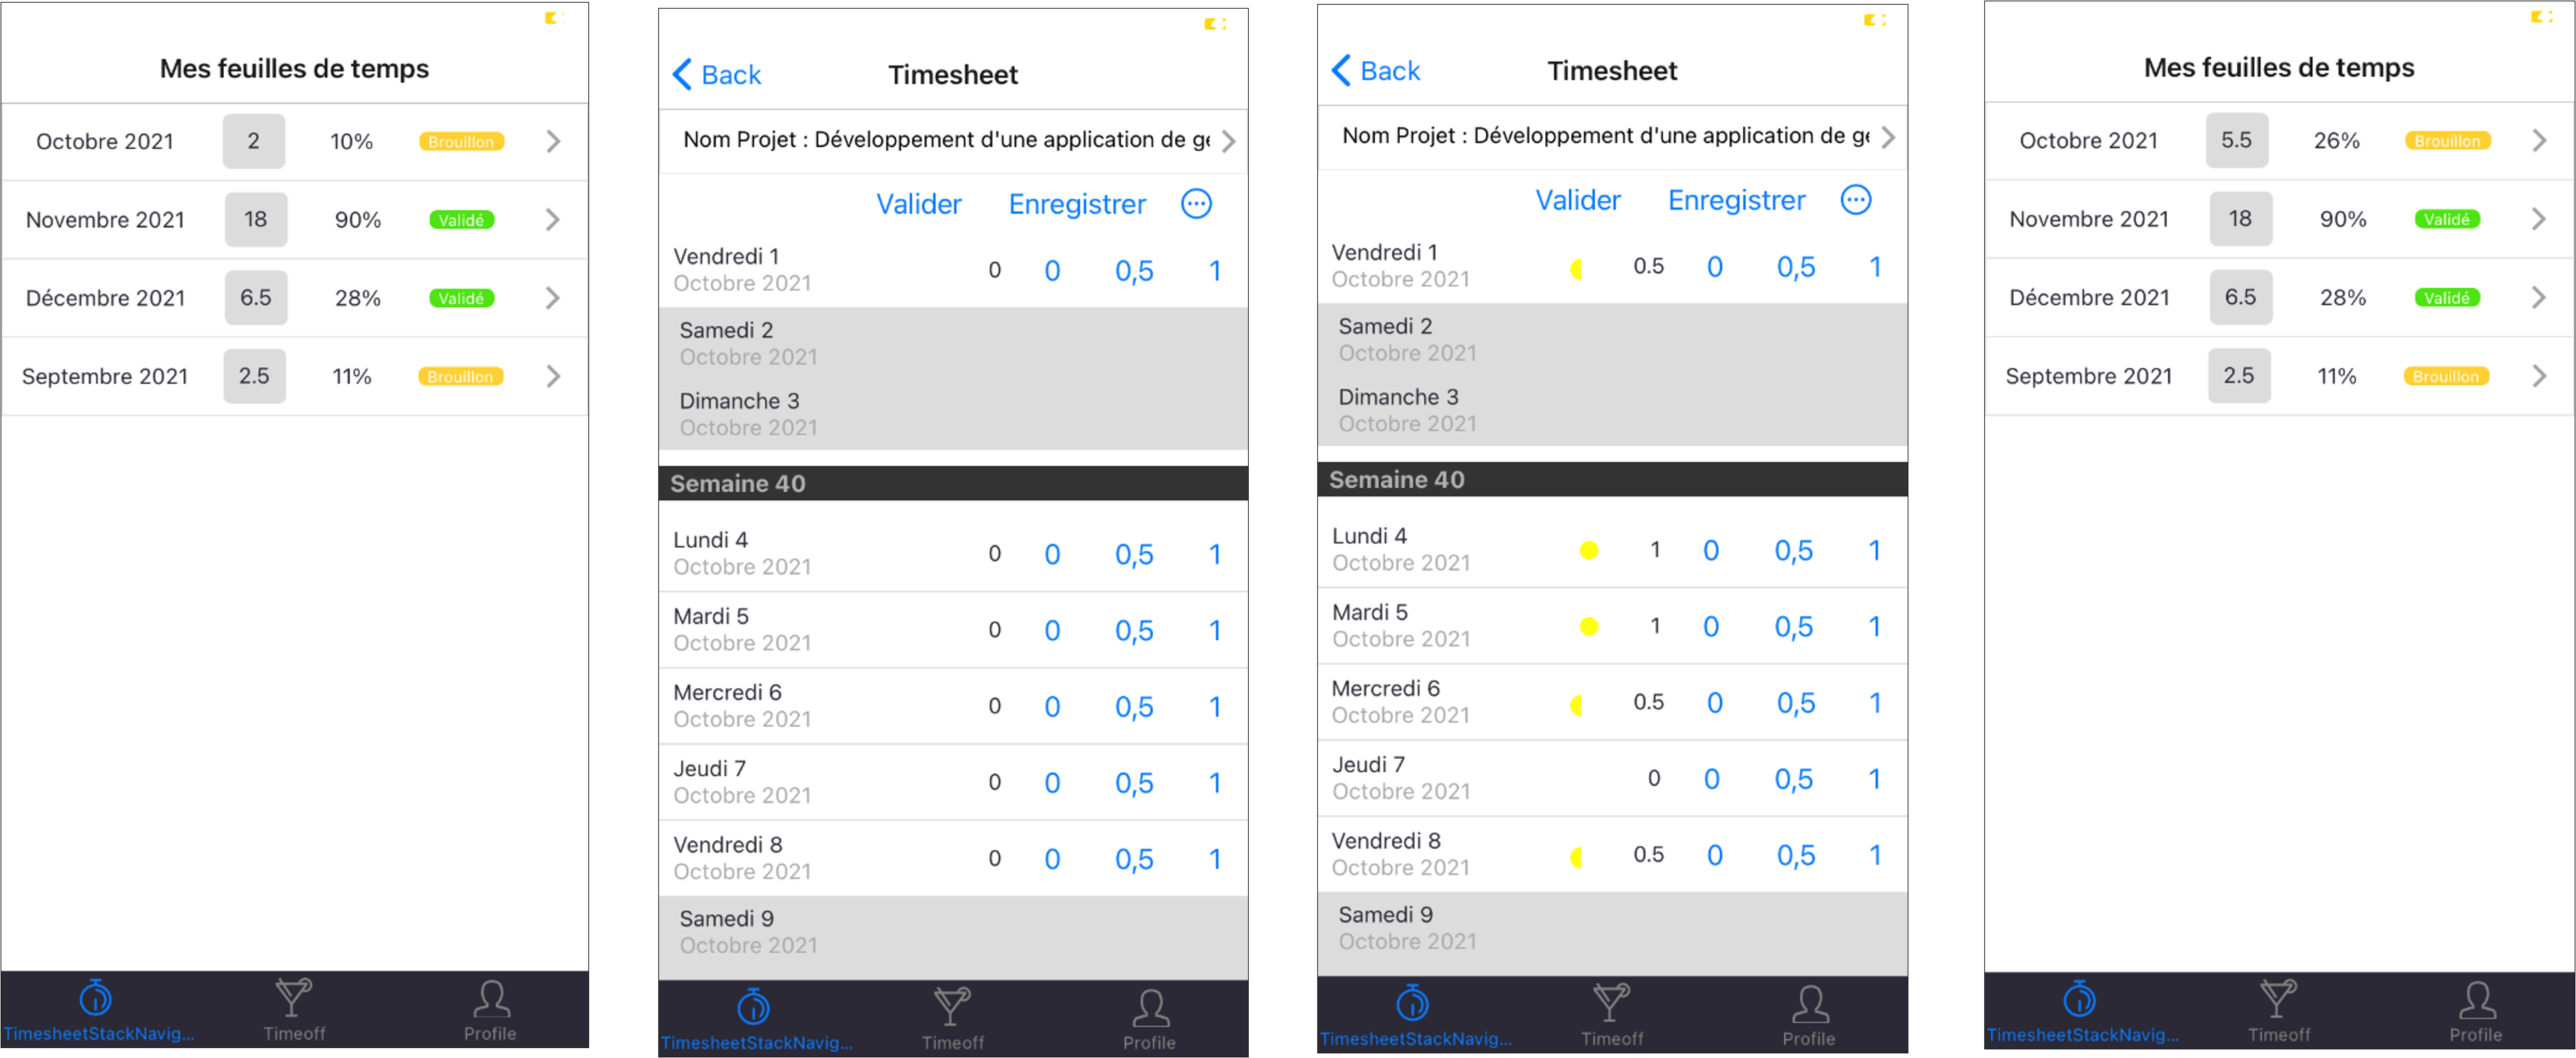 Mes feuilles de temps
Octobre 2021 2 10% Brouillon
Novembre 2021 18 90% Validé
Décembre 2021 6.5 28% Validé
Septembre 2021 2.5 11% Brouillon
TimesheetStackNavig... Timeoff Profile
Back Timesheet
Nom Projet : Développement d'une application de ge
Valider Enregistrer
Vendredi 1
Octobre 2021
0 0 0,5 1
Samedi 2
Octobre 2021
Dimanche 3
Octobre 2021
Semaine 40
Lundi 4
Octobre 2021
0 0 0,5 1
Mardi 5
Octobre 2021
0 0 0,5 1
Mercredi 6
Octobre 2021
0 0 0,5 1
Jeudi 7
Octobre 2021
0 0 0,5 1
Vendredi 8
Octobre 2021
0 0 0,5 1
Samedi 9
Octobre 2021
TimesheetStackNavig... Timeoff Profile
Back Timesheet
Nom Projet : Développement d'une application de ge
Valider Enregistrer
Vendredi 1
Octobre 2021
0.5 0 0,5 1
Samedi 2
Octobre 2021
Dimanche 3
Octobre 2021
Semaine 40
Lundi 4
Octobre 2021
1 0 0,5 1
Mardi 5
Octobre 2021
1 0 0,5 1
Mercredi 6
Octobre 2021
0.5 0 0,5 1
Jeudi 7
Octobre 2021
0 0 0,5 1
Vendredi 8
Octobre 2021
0.5 0 0,5 1
Samedi 9
Octobre 2021
TimesheetStackNavig... Timeoff Profile
Mes feuilles de temps
Octobre 2021 5.5 26% Brouillon
Novembre 2021 18 90% Validé
Décembre 2021 6.5 28% Validé
Septembre 2021 2.5 11% Brouillon
TimesheetStackNavig... Timeoff Profile